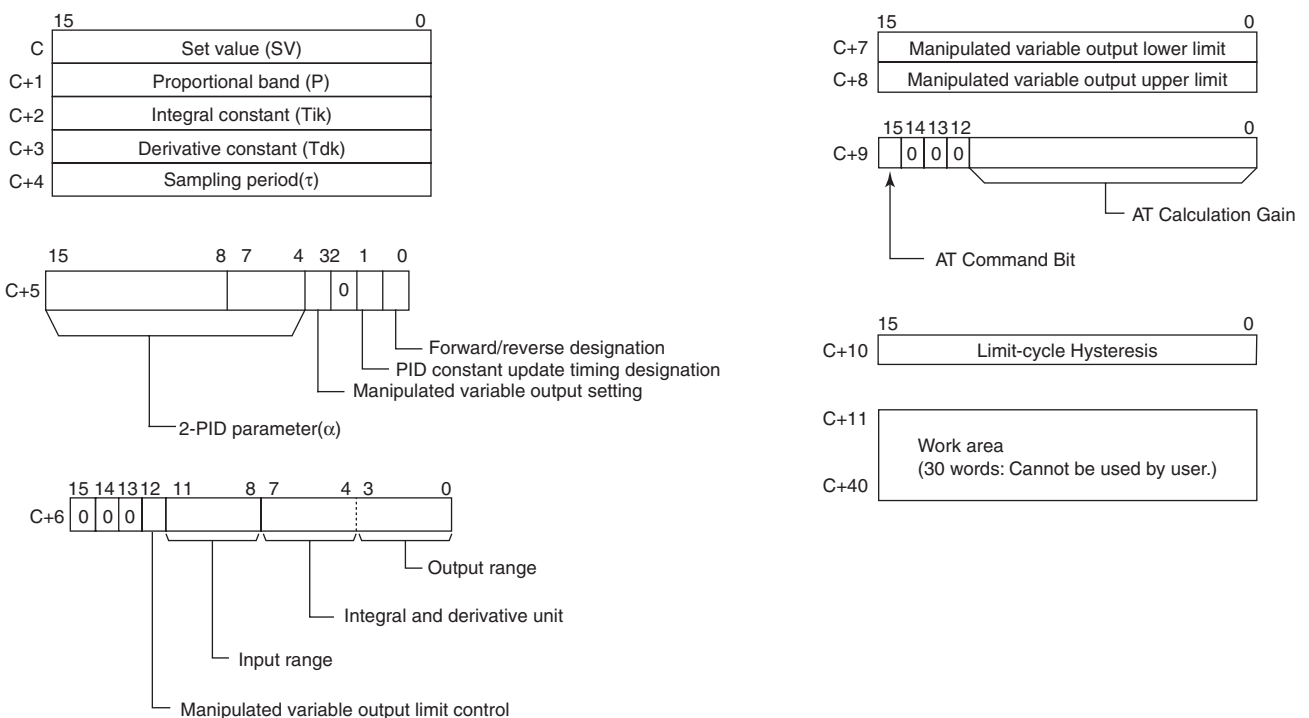 15 0
C Set value (SV)
C+1 Proportional band (P)
C+2 Integral constant (Tik)
C+3 Derivative constant (Tdk)
C+4 Sampling period(τ)
15 8 7 4 32 1 0
C+5 0
Forward/reverse designation
PID constant update timing designation
Manipulated variable output setting
2-PID parameter(α)
15 14 13 12 11 8 7 4 3 0
C+6 0 0 0
Output range
Integral and derivative unit
Input range
Manipulated variable output limit control
15 0
C+7 Manipulated variable output lower limit
C+8 Manipulated variable output upper limit
15 14 13 12 0
C+9 0 0 0
AT Calculation Gain
AT Command Bit
15 0
C+10 Limit-cycle Hysteresis
C+11
Work area
(30 words: Cannot be used by user.)
C+40